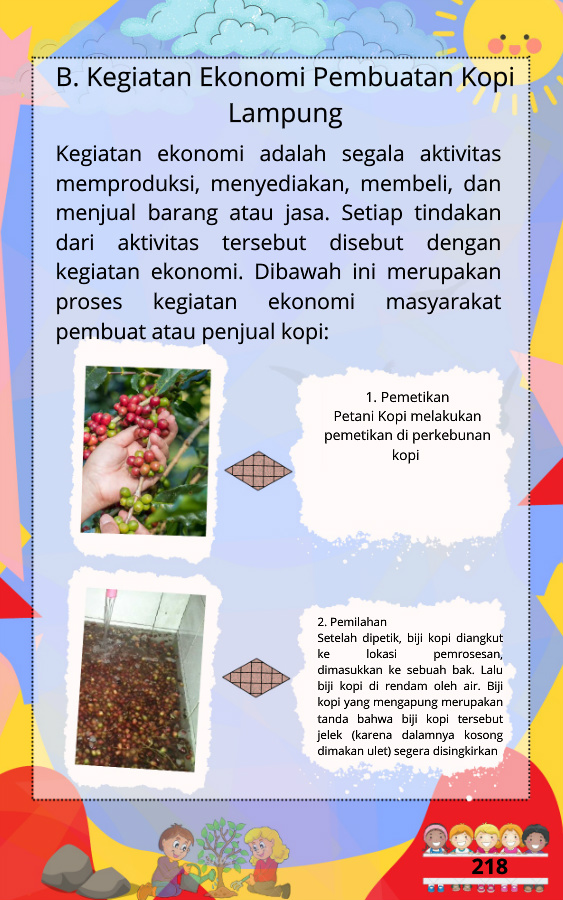 B. Kegiatan Ekonomi Pembuatan Kopi
Lampung
Kegiatan ekonomi adalah segala aktivitas
memproduksi, menyediakan, membeli, dan
menjual barang atau jasa. Setiap tindakan
dari aktivitas tersebut disebut dengan
kegiatan ekonomi. Dibawah ini merupakan
proses kegiatan ekonomi masyarakat
pembuat atau penjual kopi:
1. Pemetikan
Petani Kopi melakukan
pemetikan di perkebunan
kopi
2. Pemilahan
Setelah dipetik, biji kopi diangkut
ke lokasi pemrosesan,
dimasukkan ke sebuah bak. Lalu
biji kopi di rendam oleh air. Biji
kopi yang mengapung merupakan
tanda bahwa biji kopi tersebut
jelek (karena dalamnya kosong
dimakan ulet) segera disingkirkan
218